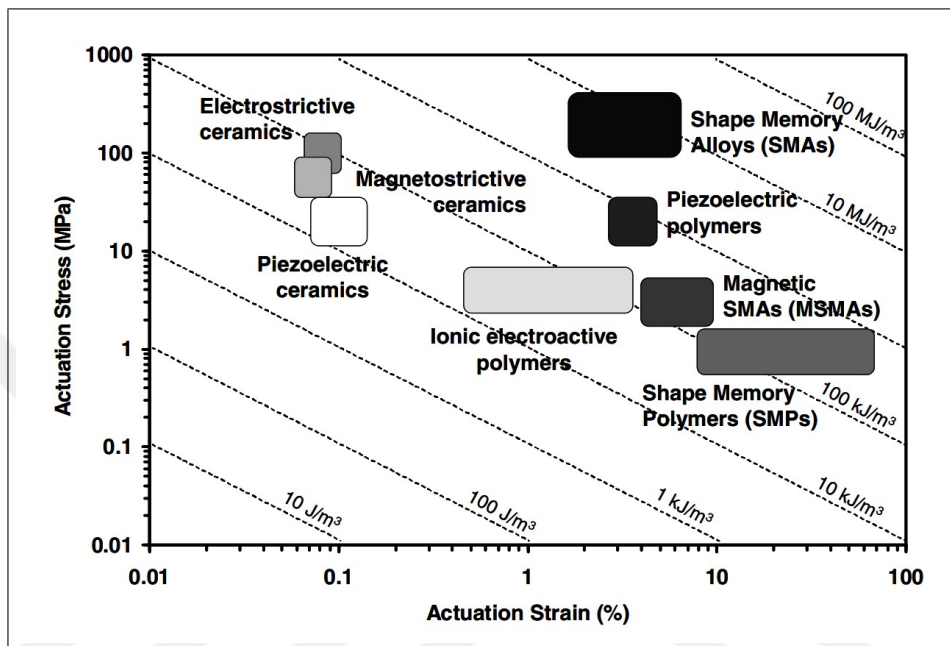 1000
100
10
1
0.1
0.01
0.01
0.1
1
10
100
Actuation Stress (MPa)
Actuation Strain (%)
Electrostrictive
ceramics
Magnetostrictive
ceramics
Piezoelectric
ceramics
Ionic electroactive
polymers
Shape Memory
Alloys (SMAs)
Piezoelectric
polymers
Magnetic
SMAs (MSMAs)
Shape Memory
Polymers (SMPs)
100 MJ/m³
10 MJ/m³
100 kJ/m³
10 kJ/m³
1 kJ/m³
100 J/m³
10 J/m³